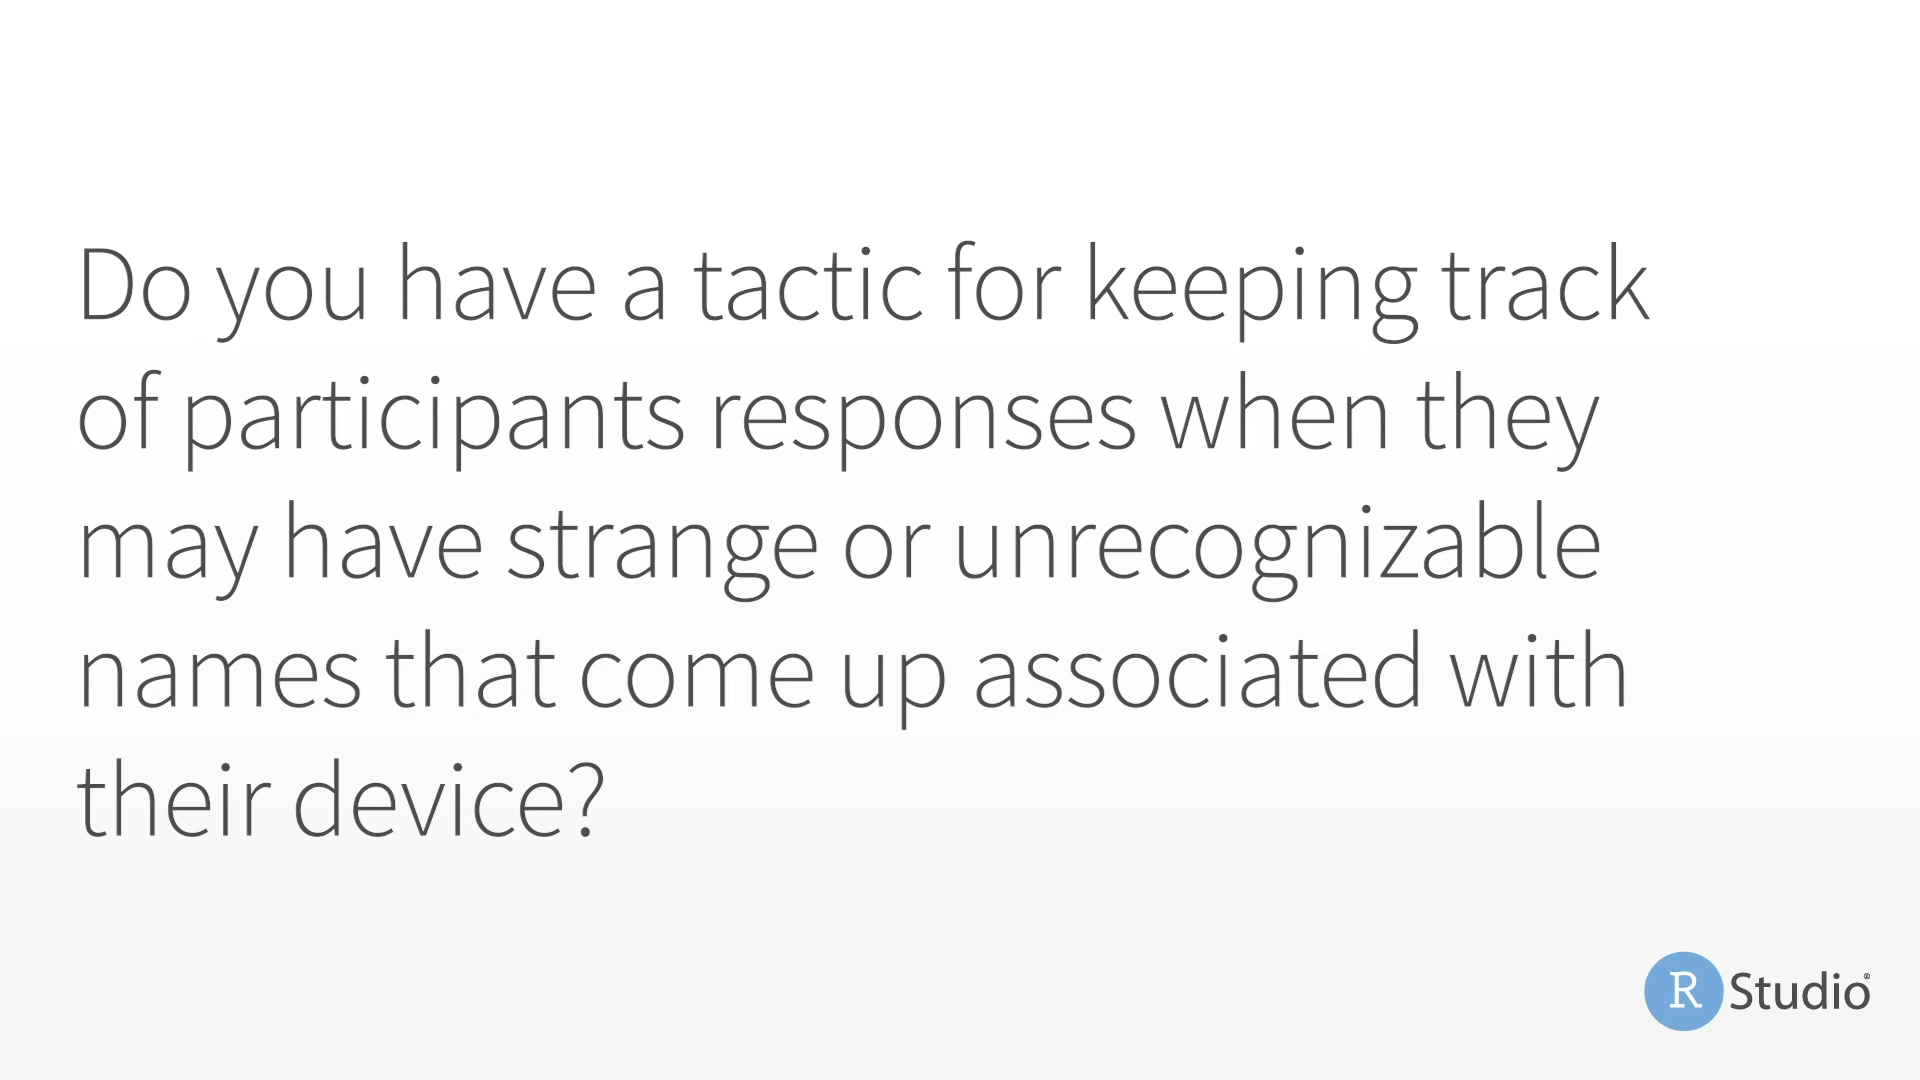 Do you have a tactic for keeping track
of participants responses when they
may have strange or unrecognizable
names that come up associated with
their device?
R Studio®